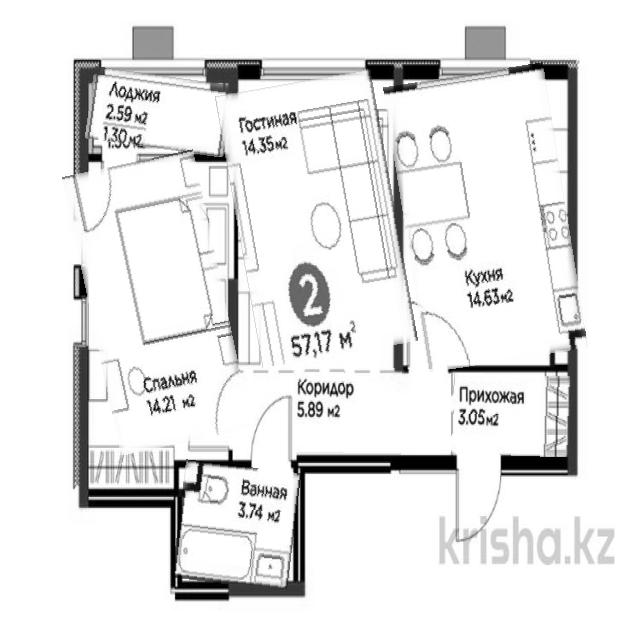 Лоджия
2.59 м2
1.30 м2
Гостиная
14.35 м2
Кухня
14.63 м2
2
57,17 м²
Спальня
14.21 м2
Коридор
5.89 м2
Прихожая
3.05 м2
Ванная
3.74 м2
krisha.kz